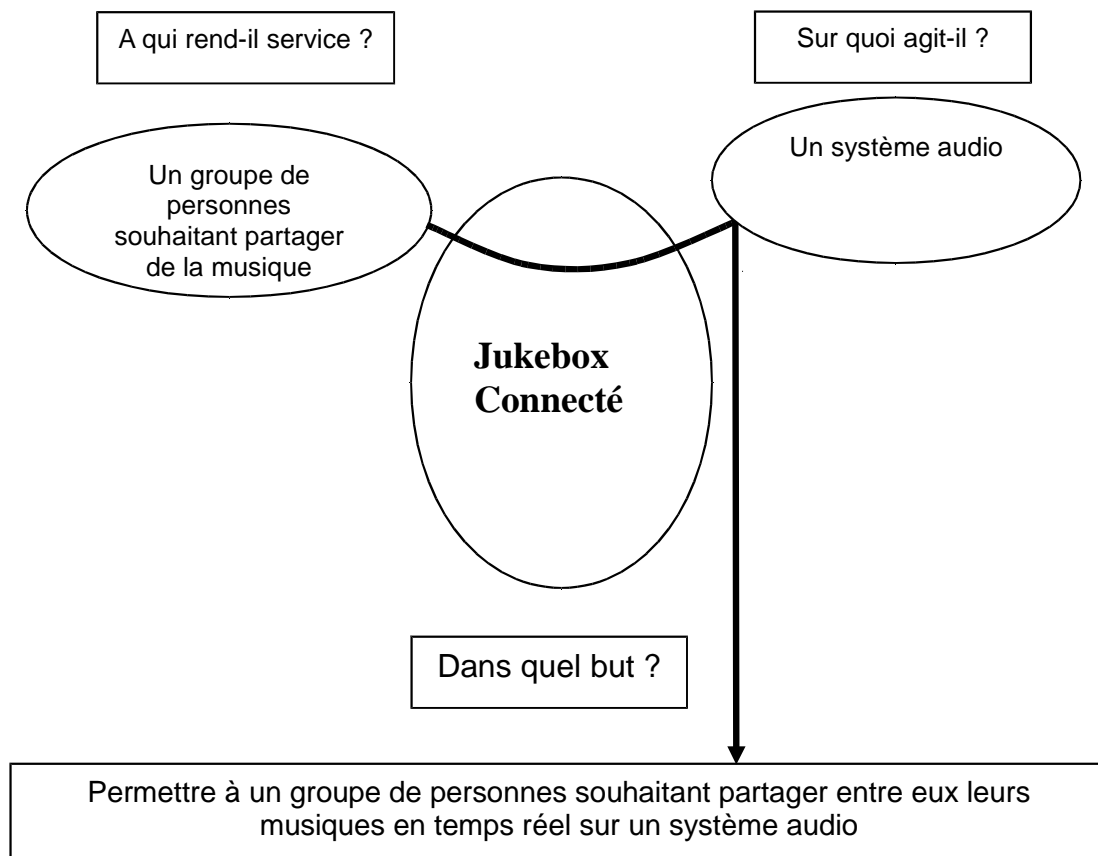 A qui rend-il service ?
Sur quoi agit-il ?
Un groupe de
personnes
souhaitant partager
de la musique
Un système audio
Jukebox
Connecté
Dans quel but ?
Permettre à un groupe de personnes souhaitant partager entre eux leurs
musiques en temps réel sur un système audio